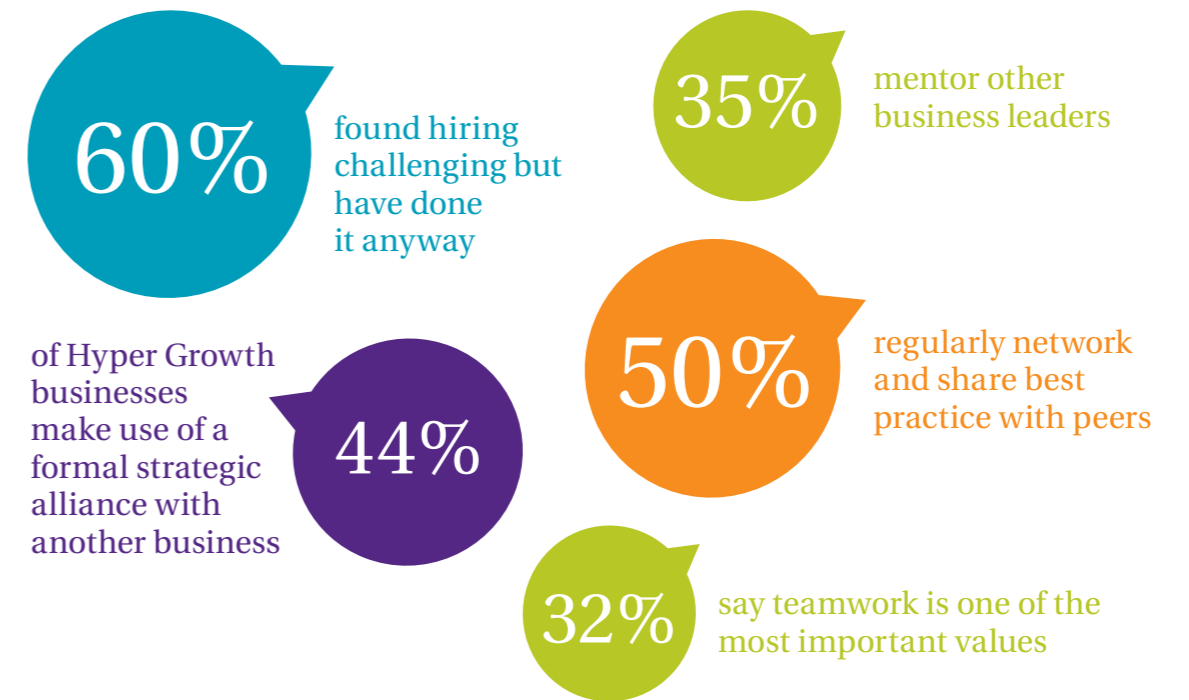 60%
found hiring
challenging but
have done
it anyway
35%
mentor other
business leaders
of Hyper Growth
businesses
make use of a
formal strategic
alliance with
another business
44%
50%
regularly network
and share best
practice with peers
32%
say teamwork is one of the
most important values